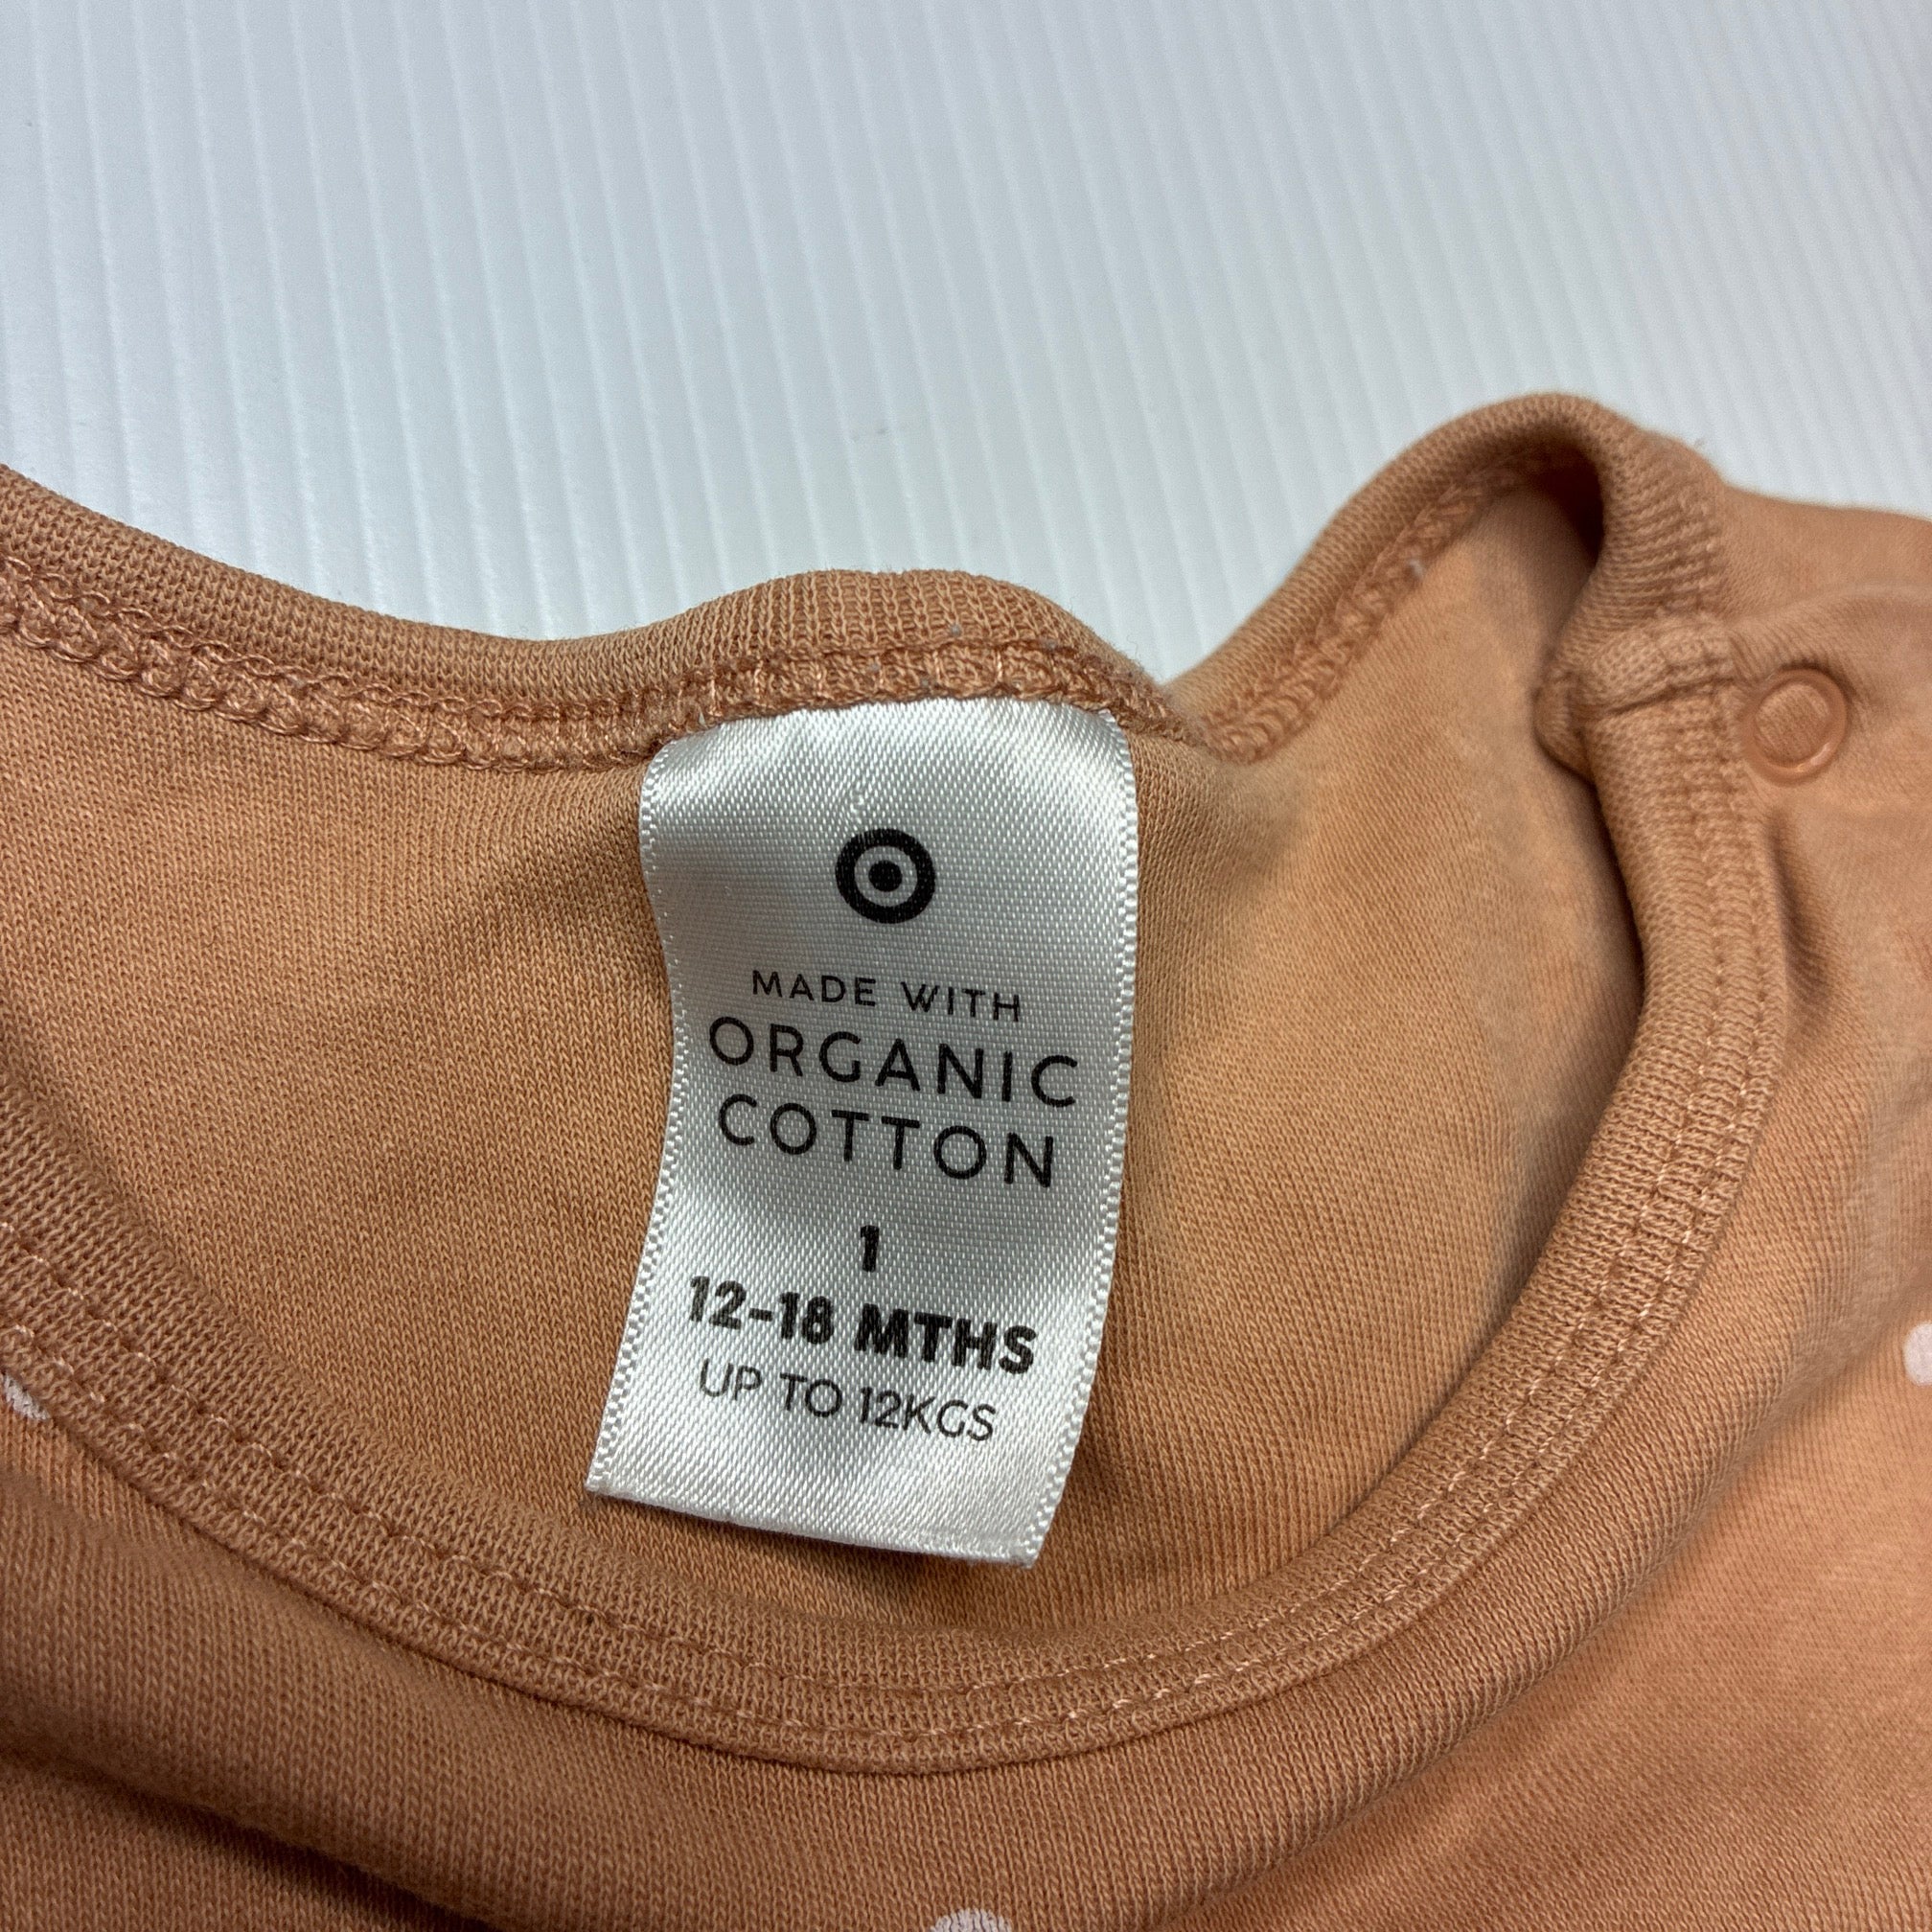 MADE WITH
ORGANIC
COTTON
1
12-18 MTHS
UP TO 12KGS